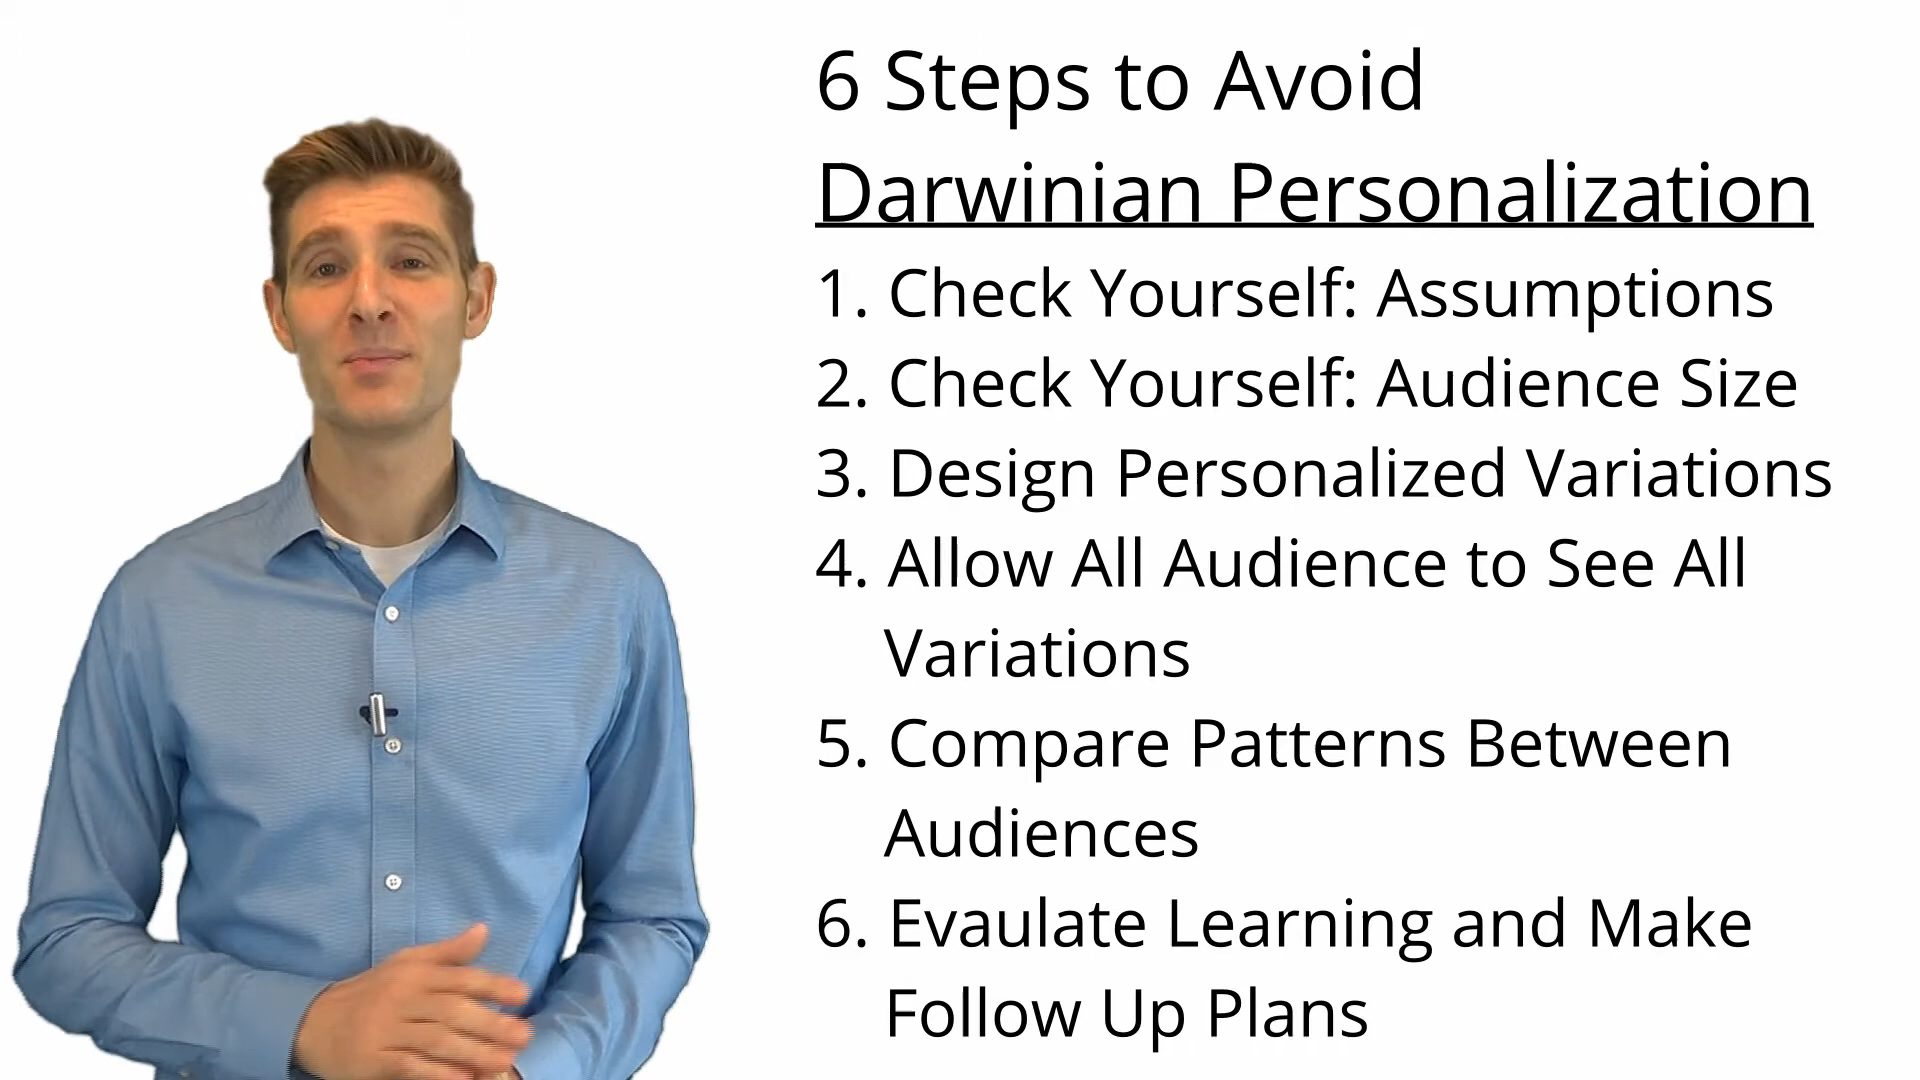 6 Steps to Avoid
Darwinian Personalization
1. Check Yourself: Assumptions
2. Check Yourself: Audience Size
3. Design Personalized Variations
4. Allow All Audience to See All
Variations
5. Compare Patterns Between
Audiences
6. Evaulate Learning and Make
Follow Up Plans